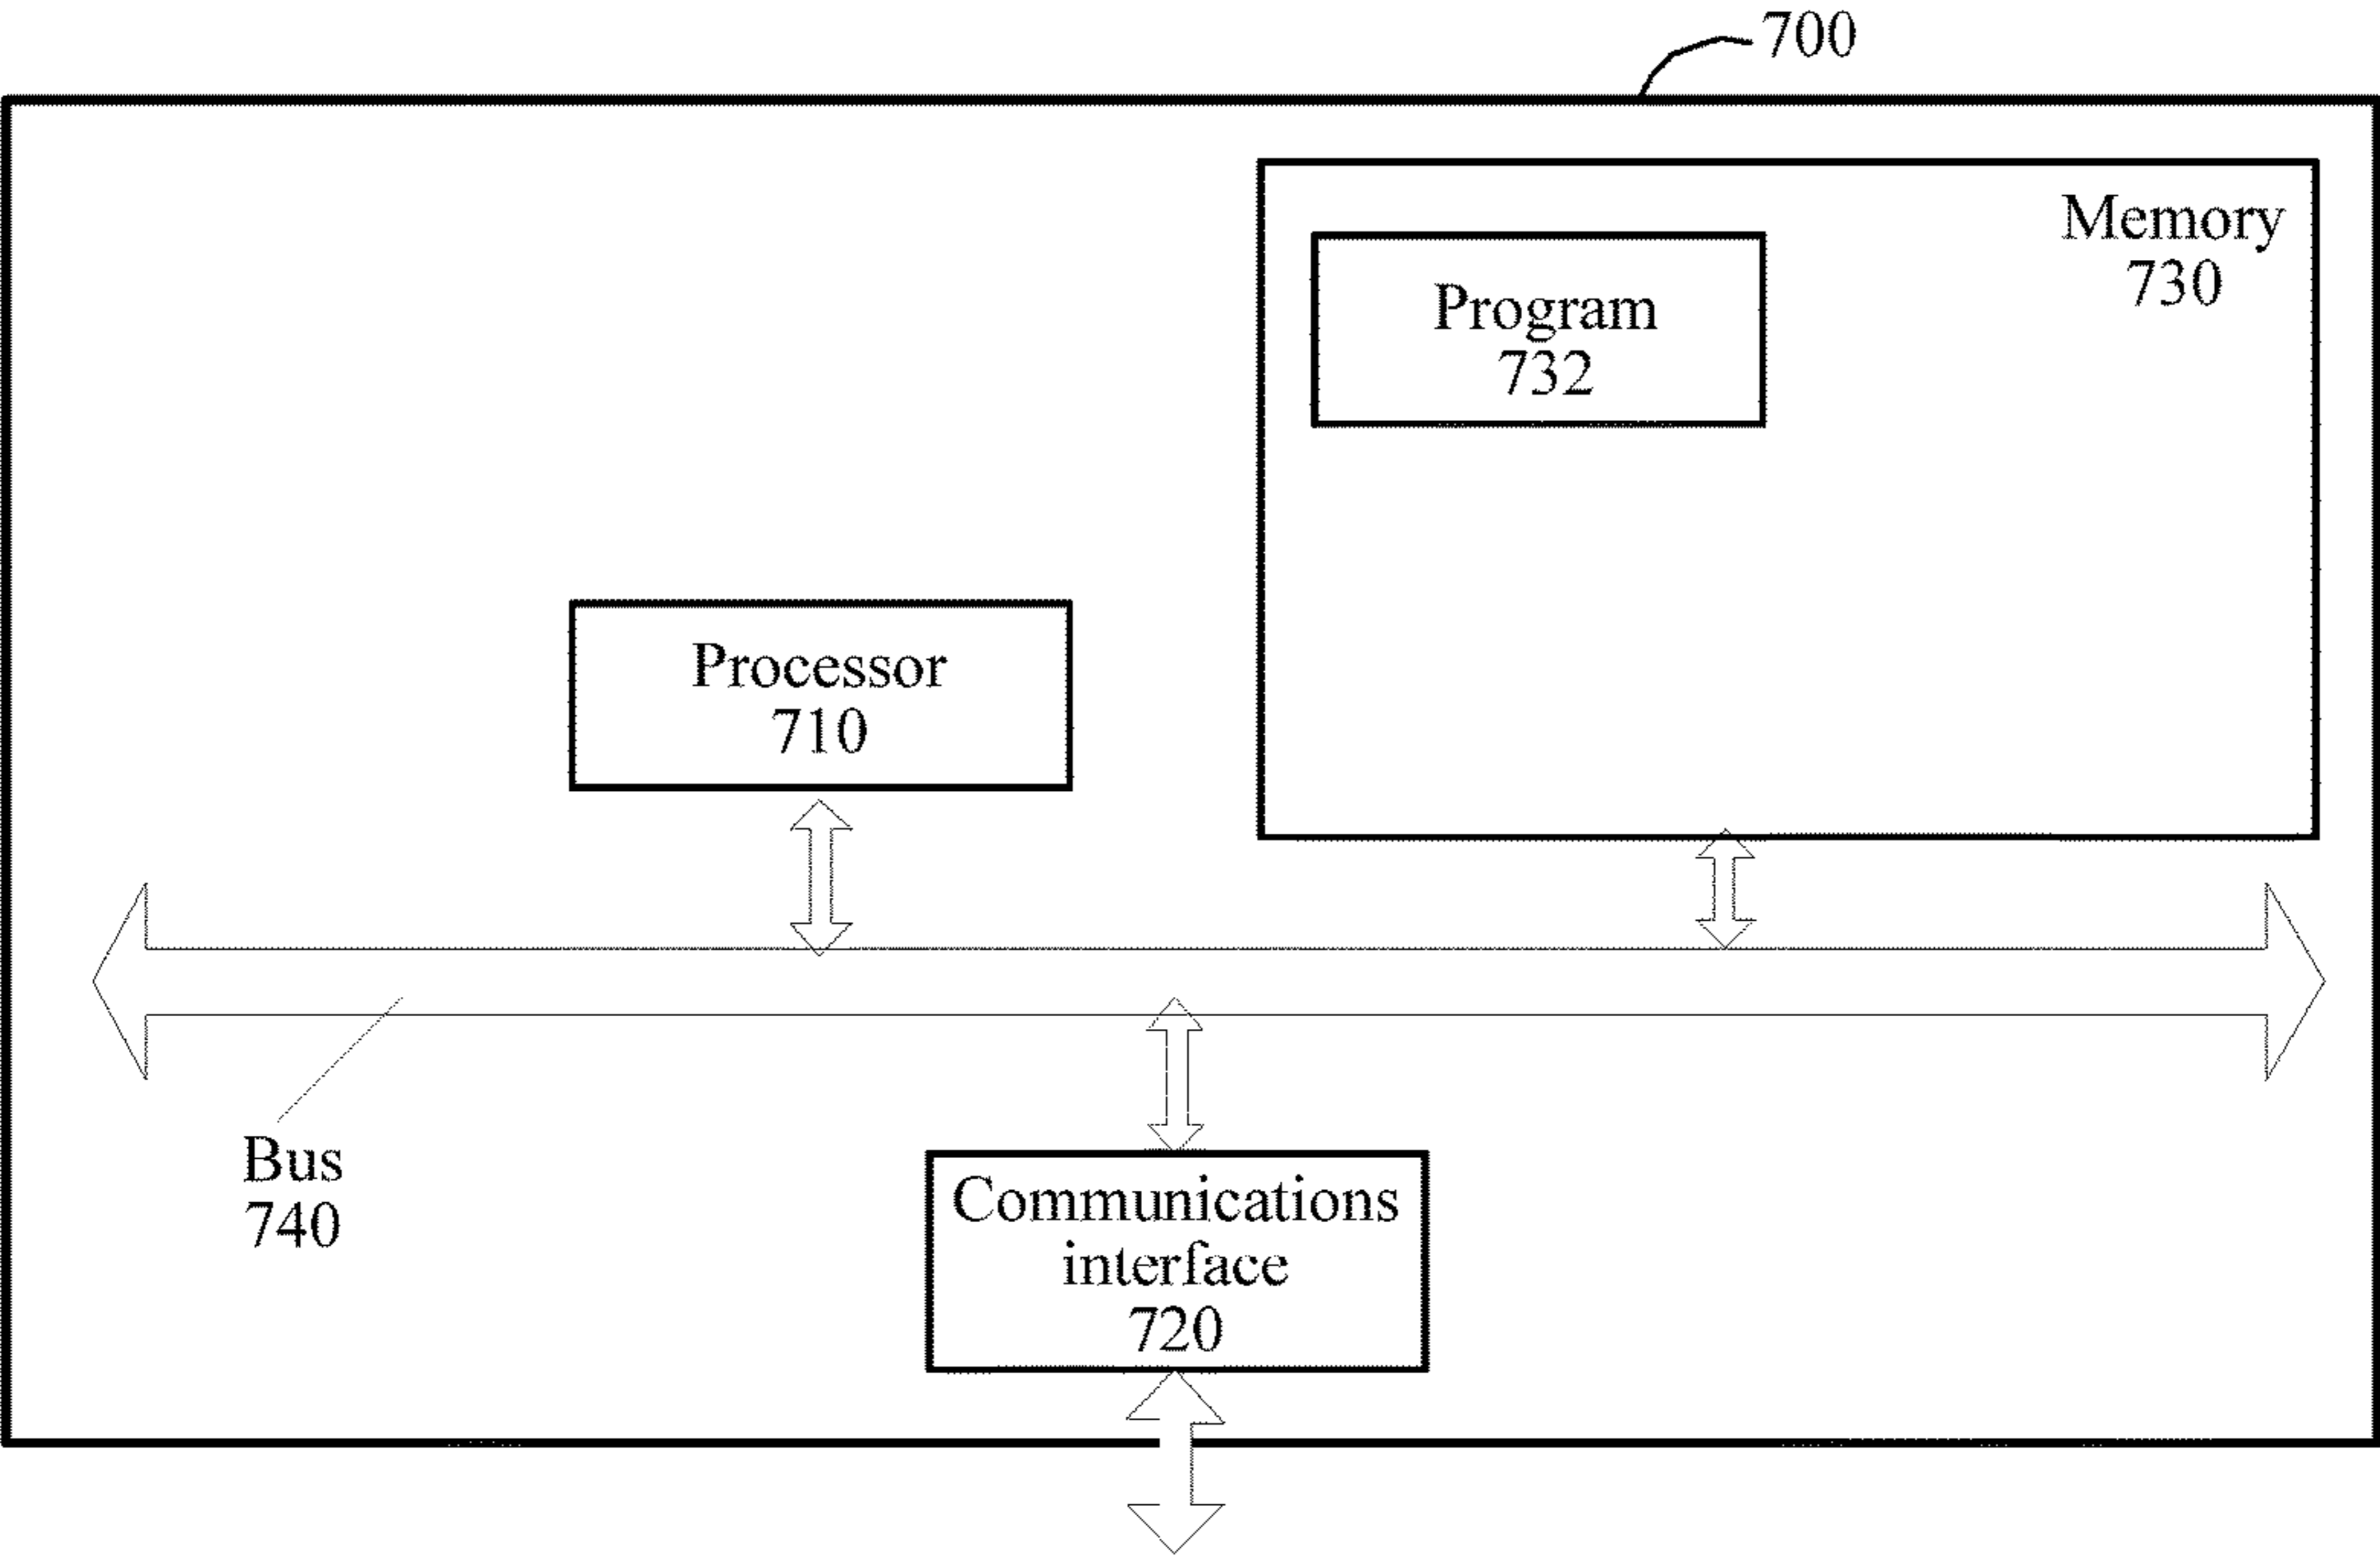 700
Memory
730
Program
732
Processor
710
Bus
740
Communications
interface
720